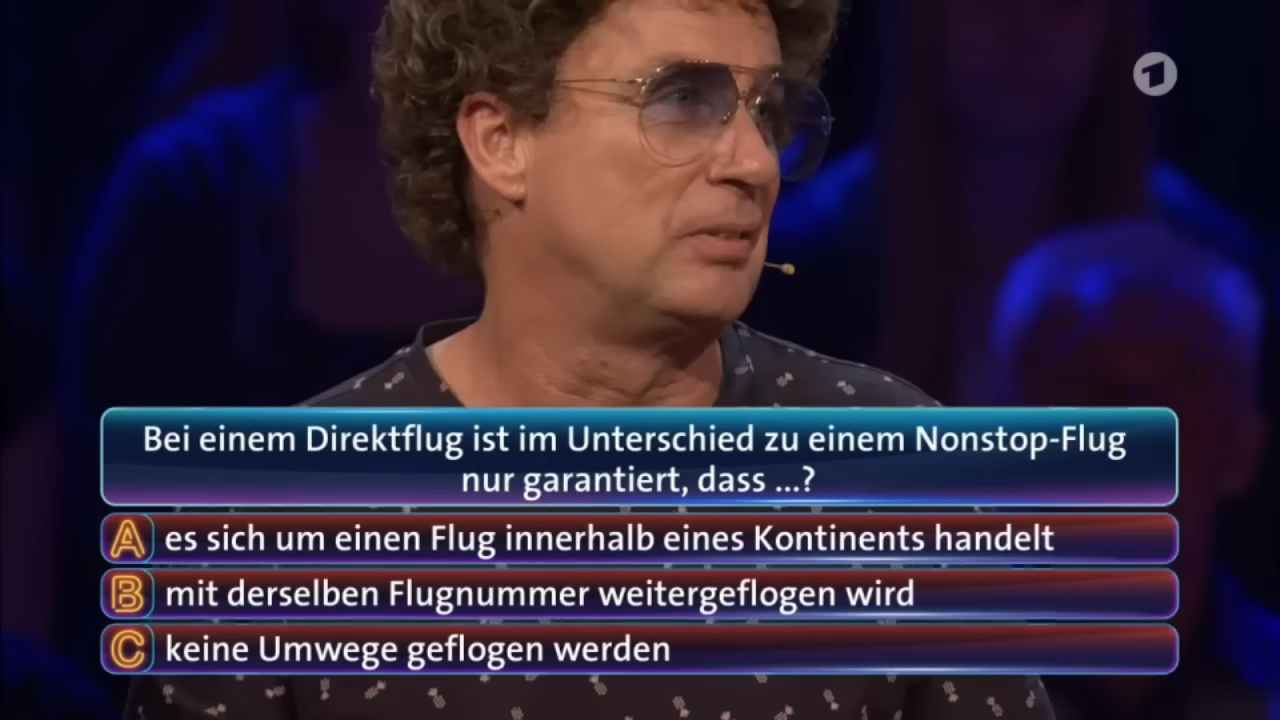 1
Bei einem Direktflug ist im Unterschied zu einem Nonstop-Flug
nur garantiert, dass ...?
A es sich um einen Flug innerhalb eines Kontinents handelt
B mit derselben Flugnummer weitergeflogen wird
C keine Umwege geflogen werden